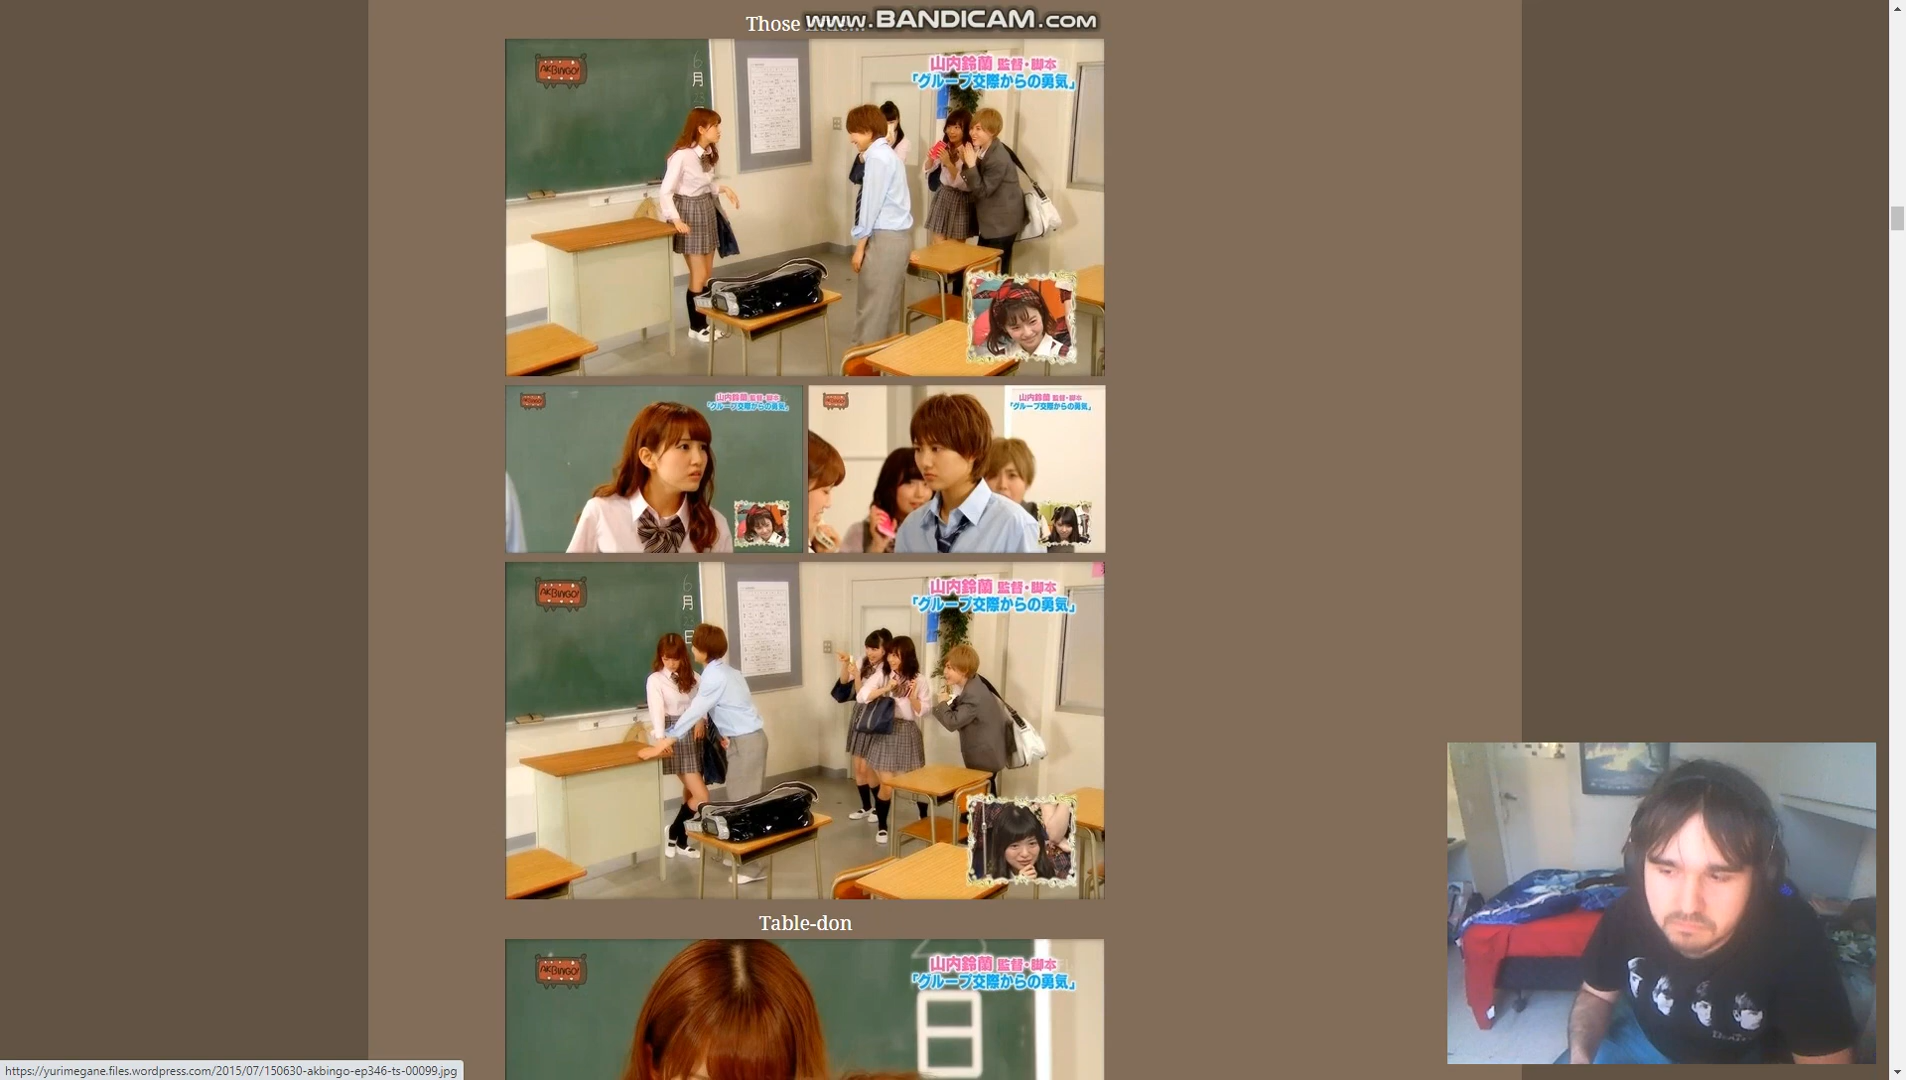 Those
www.BANDICAM.com
AKBINGO!
6
月
山内鈴蘭 監督・脚本
「グループ交際からの勇気」
山内鈴蘭 監督・脚本
「グループ交際からの勇気」
山内鈴蘭 監督・脚本
「グループ交際からの勇気」
AKBINGO!
6
月
日
山内鈴蘭 監督・脚本
「グループ交際からの勇気」
Table-don
AKBINGO!
山内鈴蘭 監督・脚本
「グループ交際からの勇気」
日
https://yurimegane.files.wordpress.com/2015/07/150630-akbingo-ep346-ts-00099.jpg